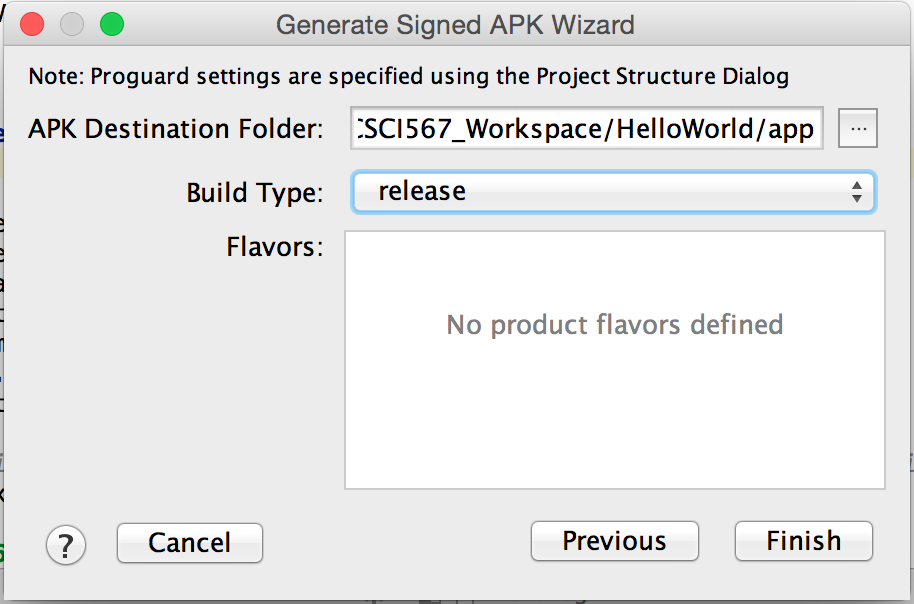 Generate Signed APK Wizard
Note: Proguard settings are specified using the Project Structure Dialog
APK Destination Folder: CSCI567_Workspace/HelloWorld/app ...
Build Type: release
Flavors:
No product flavors defined
? Cancel Previous Finish